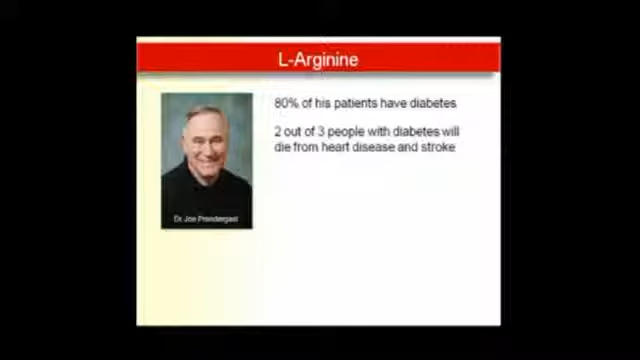 L-Arginine
80% of his patients have diabetes
2 out of 3 people with diabetes will
die from heart disease and stroke
Dr. Joe Prendergast